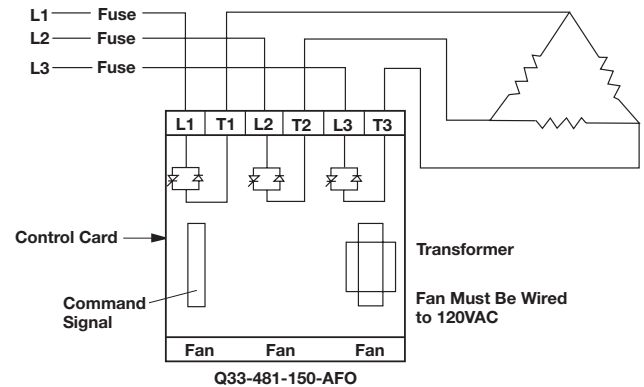 L1 Fuse
L2 Fuse
L3 Fuse
L1 T1 L2 T2 L3 T3
Control Card
Transformer
Command
Signal
Fan Must Be Wired
to 120VAC
Fan Fan Fan
Q33-481-150-AFO